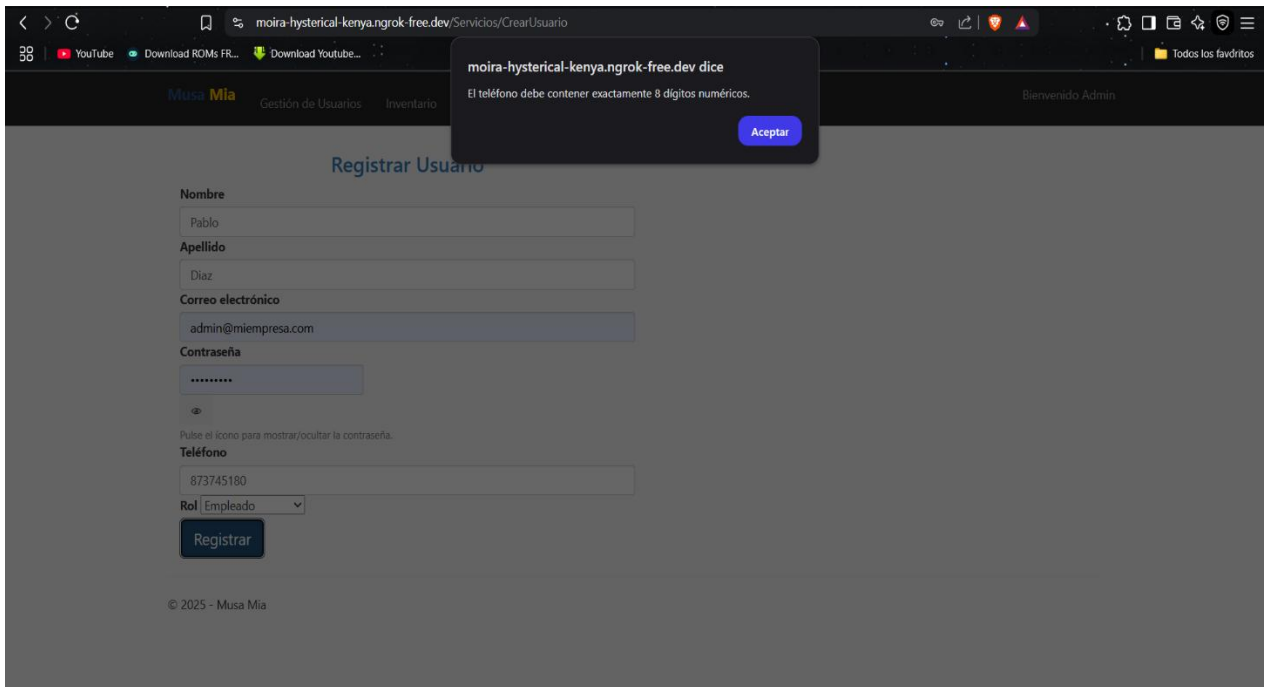 moira-hysterical-kenya.ngrok-free.dev/Servicios/CrearUsuario
YouTube Download ROMs FR... Download Youtube... Todos los favoritos
moira-hysterical-kenya.ngrok-free.dev dice
El teléfono debe contener exactamente 8 dígitos numéricos.
Aceptar
Musa Mia Gestión de Usuarios Inventario Bienvenido Admin
Registrar Usuario
Nombre
Pablo
Apellido
Diaz
Correo electrónico
admin@miempresa.com
Contraseña
•••••••••
Pulse el icono para mostrar/ocultar la contraseña.
Teléfono
873745180
Rol Empleado
Registrar
© 2025 - Musa Mia